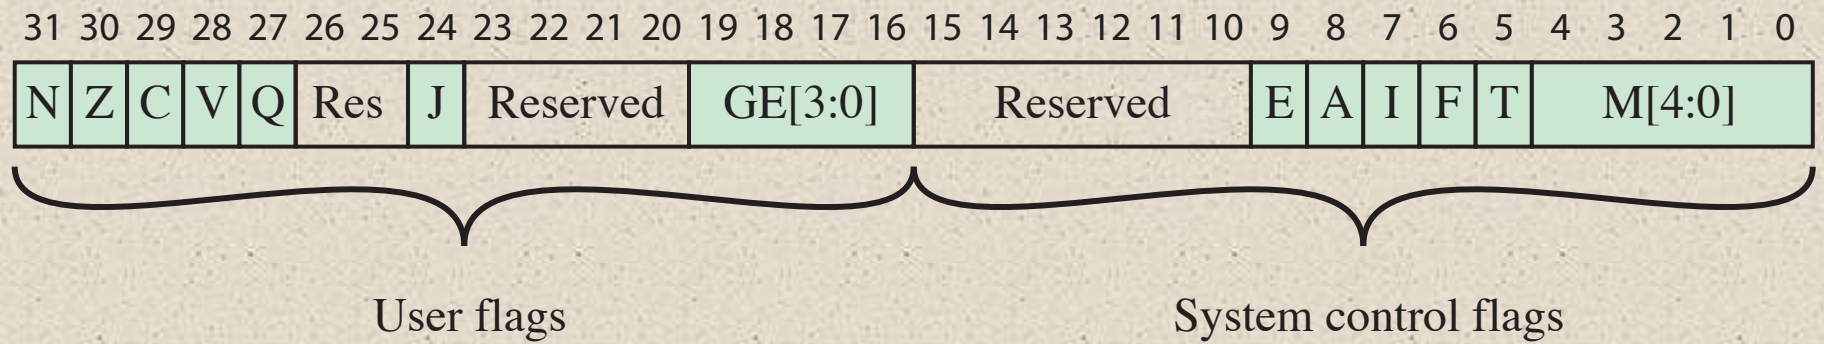 31 30 29 28 27 26 25 24 23 22 21 20 19 18 17 16 15 14 13 12 11 10 9 8 7 6 5 4 3 2 1 0
N Z C V Q Res J Reserved GE[3:0] Reserved E A I F T M[4:0]
User flags System control flags